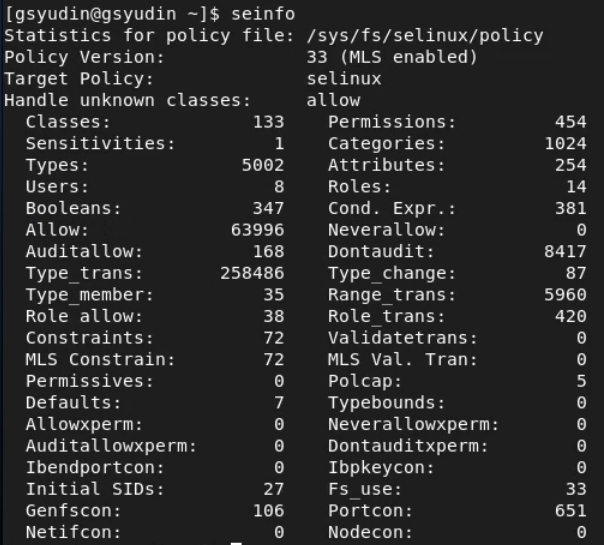 [gsyudin@gsyudin ~]$ seinfo
Statistics for policy file: /sys/fs/selinux/policy
Policy Version:             33 (MLS enabled)
Target Policy:              selinux
Handle unknown classes:     allow
  Classes:             133    Permissions:         454
  Sensitivities:         1    Categories:         1024
  Types:              5002    Attributes:          254
  Users:                 8    Roles:                14
  Booleans:            347    Cond. Expr.:         381
  Allow:             63996    Neverallow:            0
  Auditallow:          168    Dontaudit:          8417
  Type_trans:       258486    Type_change:          87
  Type_member:          35    Range_trans:        5960
  Role allow:           38    Role_trans:          420
  Constraints:          72    Validatetrans:         0
  MLS Constrain:        72    MLS Val. Tran:         0
  Permissives:           0    Polcap:                5
  Defaults:              7    Typebounds:            0
  Allowxperm:            0    Neverallowxperm:       0
  Auditallowxperm:       0    Dontauditxperm:        0
  Ibendportcon:          0    Ibpkeycon:             0
  Initial SIDs:         27    Fs_use:               33
  Genfscon:            106    Portcon:             651
  Netifcon:              0    Nodecon:               0